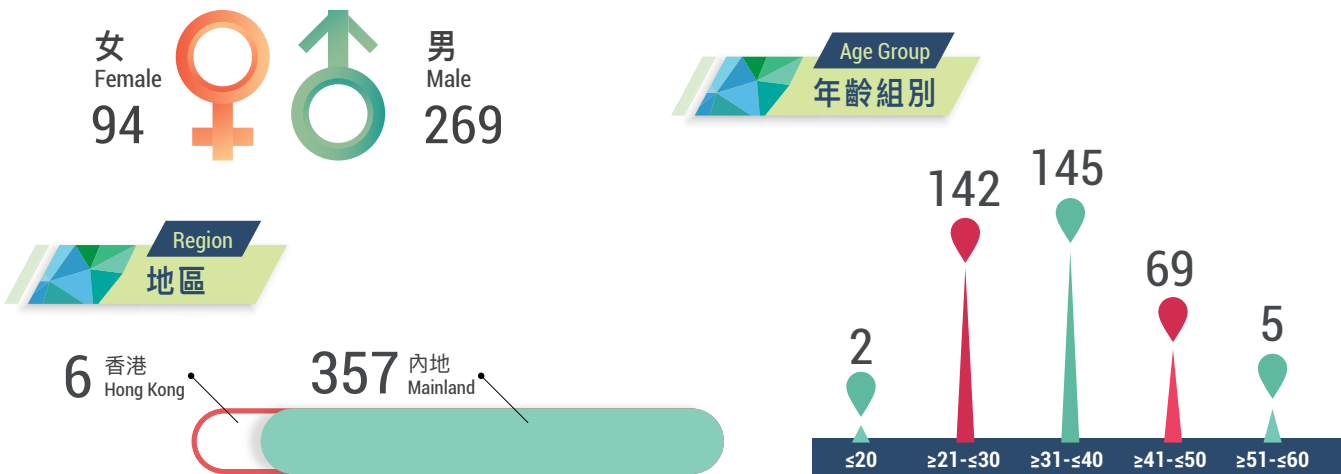 女
Female
94
男
Male
269
Region
地區
6 香港
Hong Kong
357 內地
Mainland
Age Group
年齡組別
2
142
145
69
5
≤20
≥21-≤30
≥31-≤40
≥41-≤50
≥51-≤60